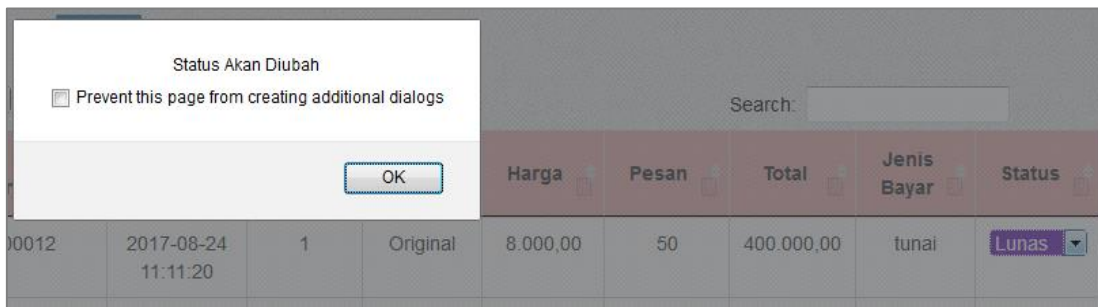 Status Akan Diubah
Prevent this page from creating additional dialogs
OK
Search:
Harga Pesan Total Jenis Bayar Status
00012 2017-08-24 11:11:20 1 Original 8.000,00 50 400.000,00 tunai Lunas